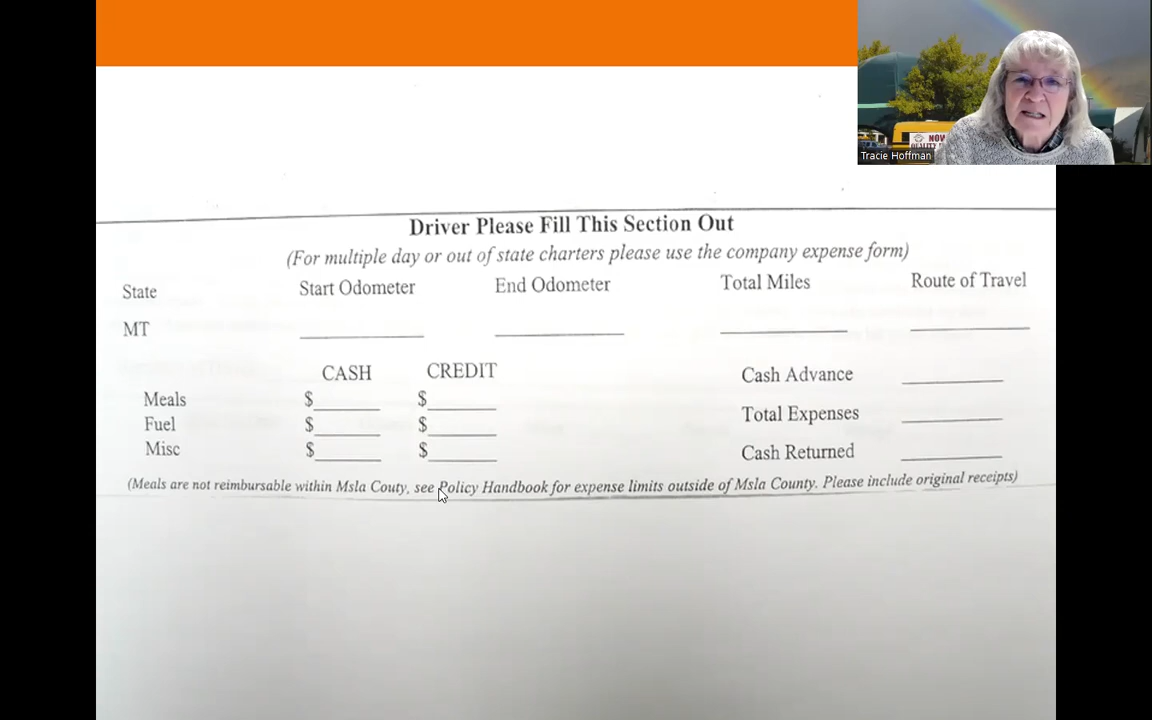 NOW
Tracie Hoffman
Driver Please Fill This Section Out
(For multiple day or out of state charters please use the company expense form)
State Start Odometer End Odometer Total Miles Route of Travel
MT
CASH CREDIT Cash Advance
Meals $ $
Fuel $ $ Total Expenses
Misc $ $ Cash Returned
(Meals are not reimbursable within Msla Couty, see Policy Handbook for expense limits outside of Msla County. Please include original receipts)